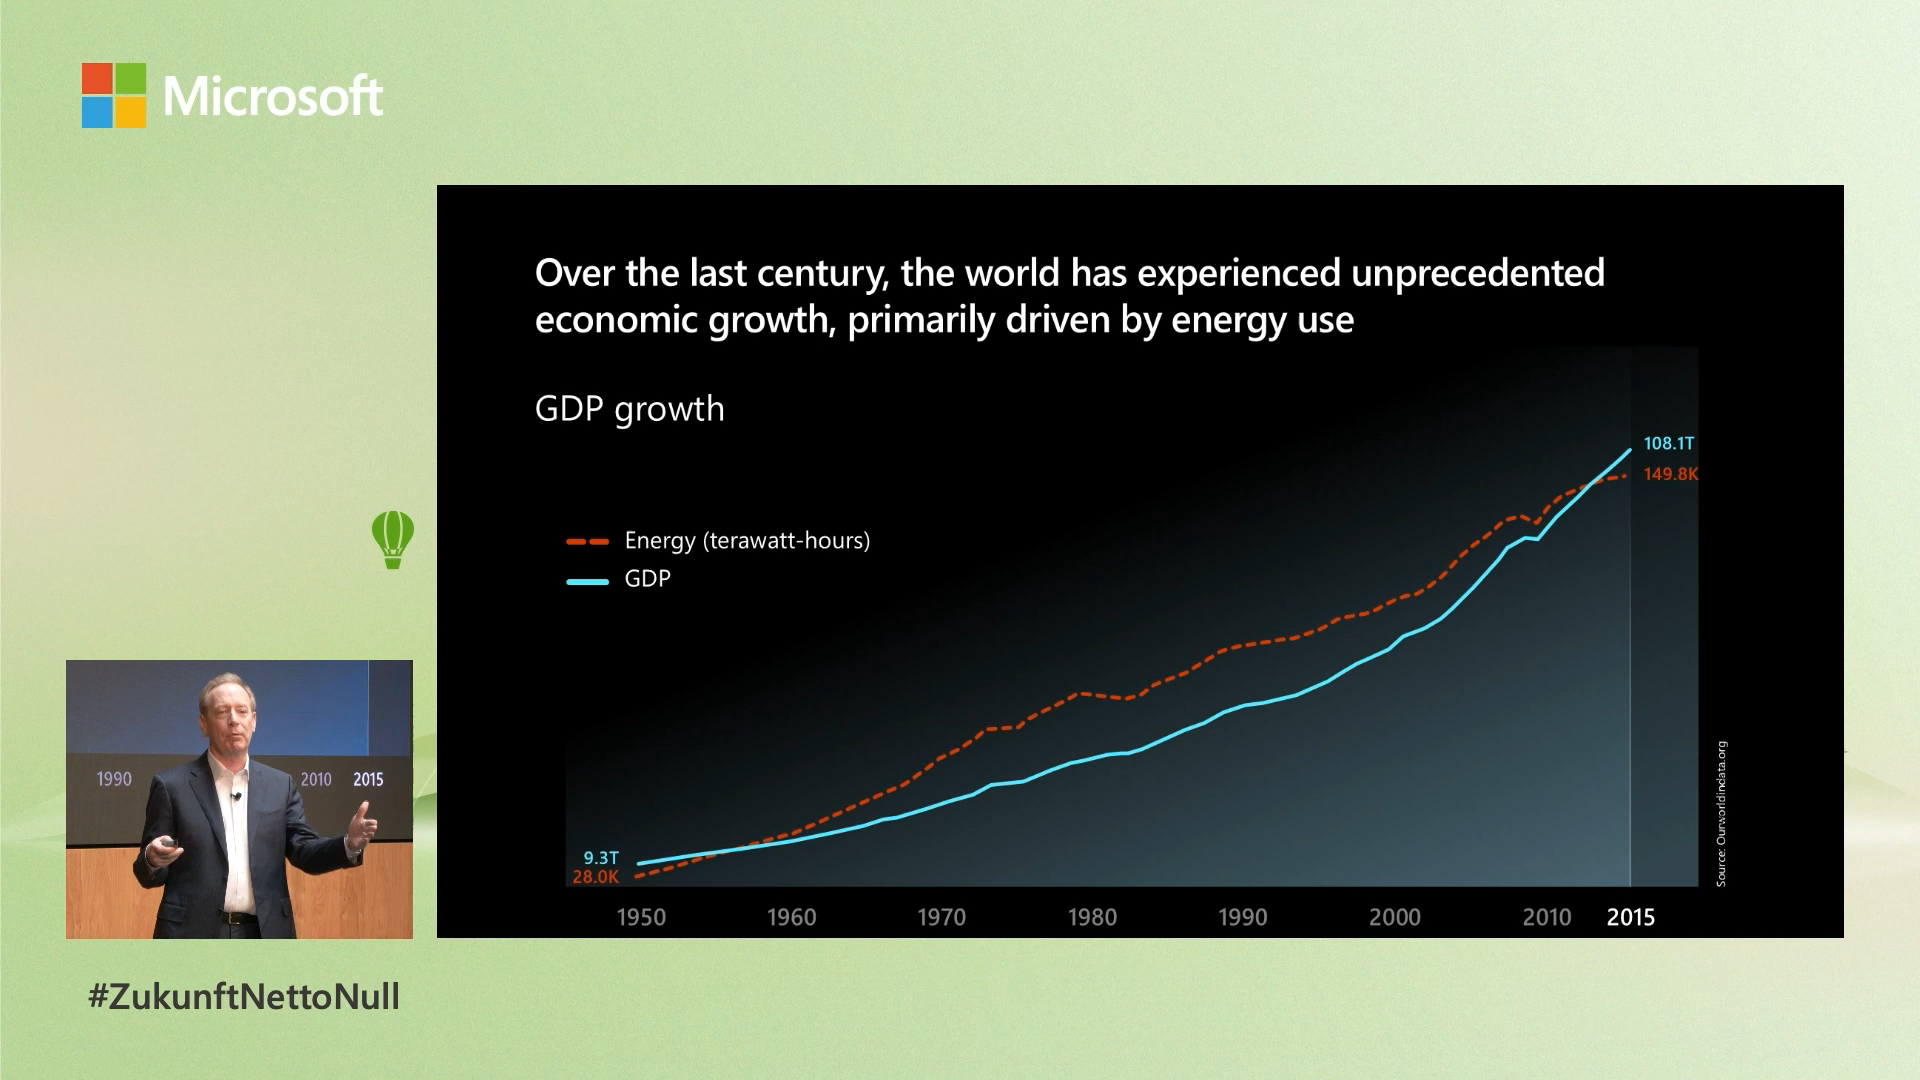 Microsoft
Over the last century, the world has experienced unprecedented
economic growth, primarily driven by energy use
GDP growth
Energy (terawatt-hours)
GDP
108.1T
149.8K
9.3T
28.0K
1950 1960 1970 1980 1990 2000 2010 2015
Source: Ourworldindata.org
1990 2010 2015
#ZukunftNettoNull